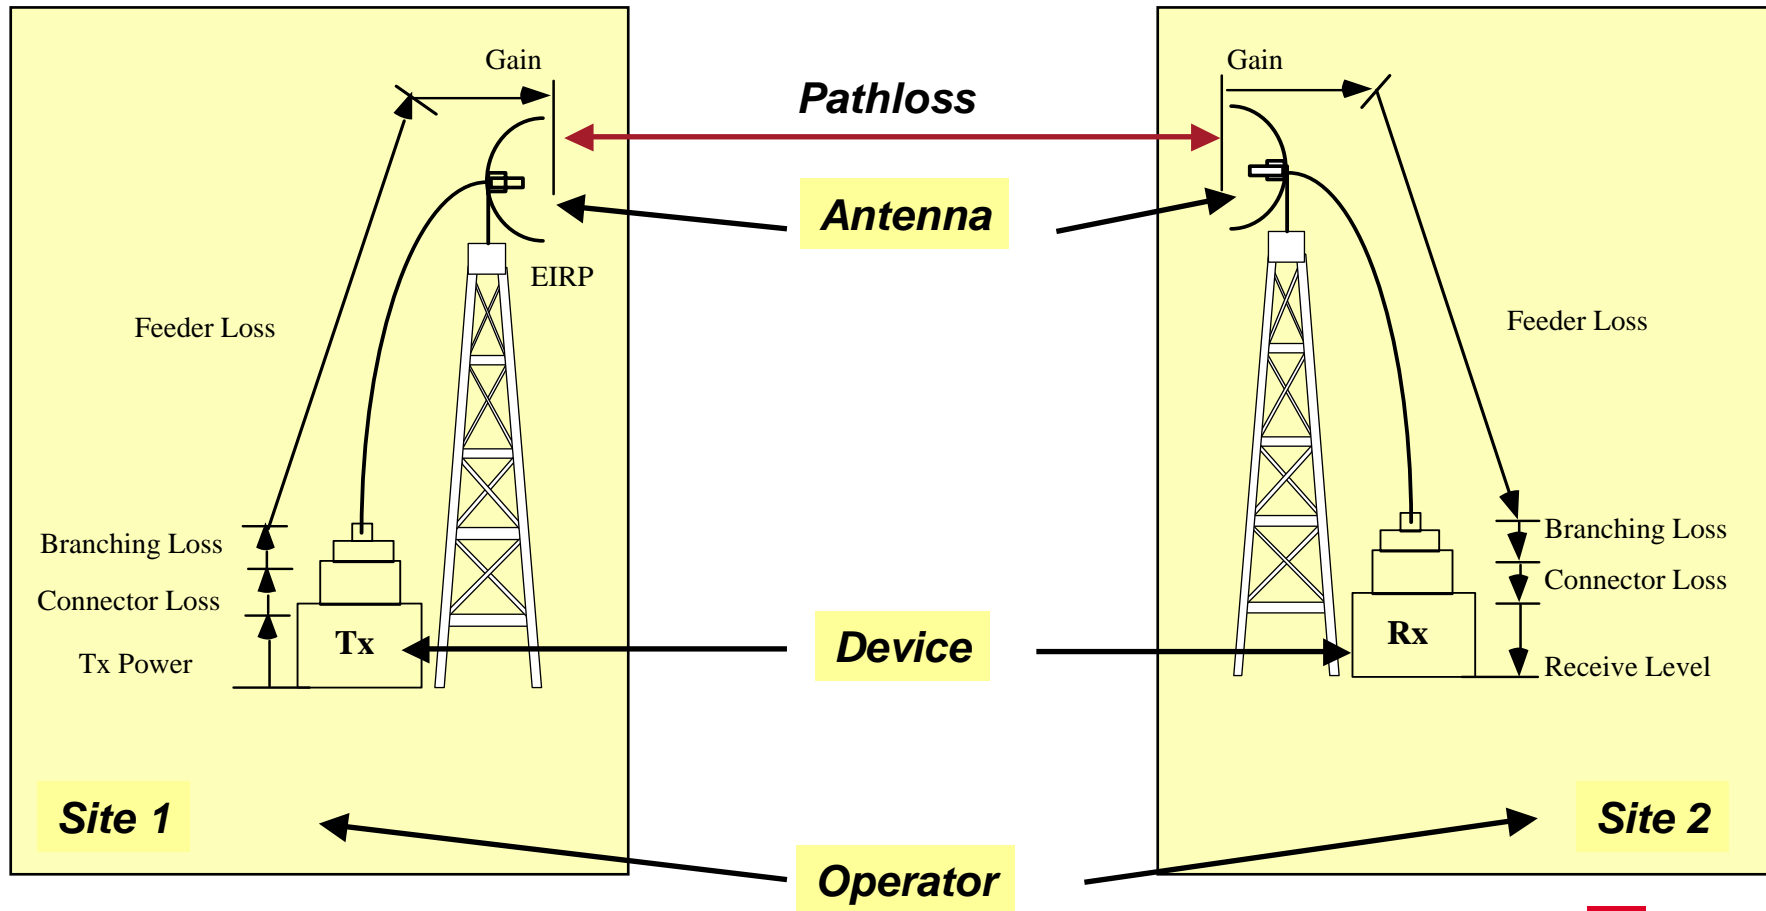 Gain
Feeder Loss
EIRP
Branching Loss
Connector Loss
Tx Power
Tx
Site 1
Pathloss
Antenna
Device
Operator
Gain
Feeder Loss
Branching Loss
Connector Loss
Receive Level
Rx
Site 2